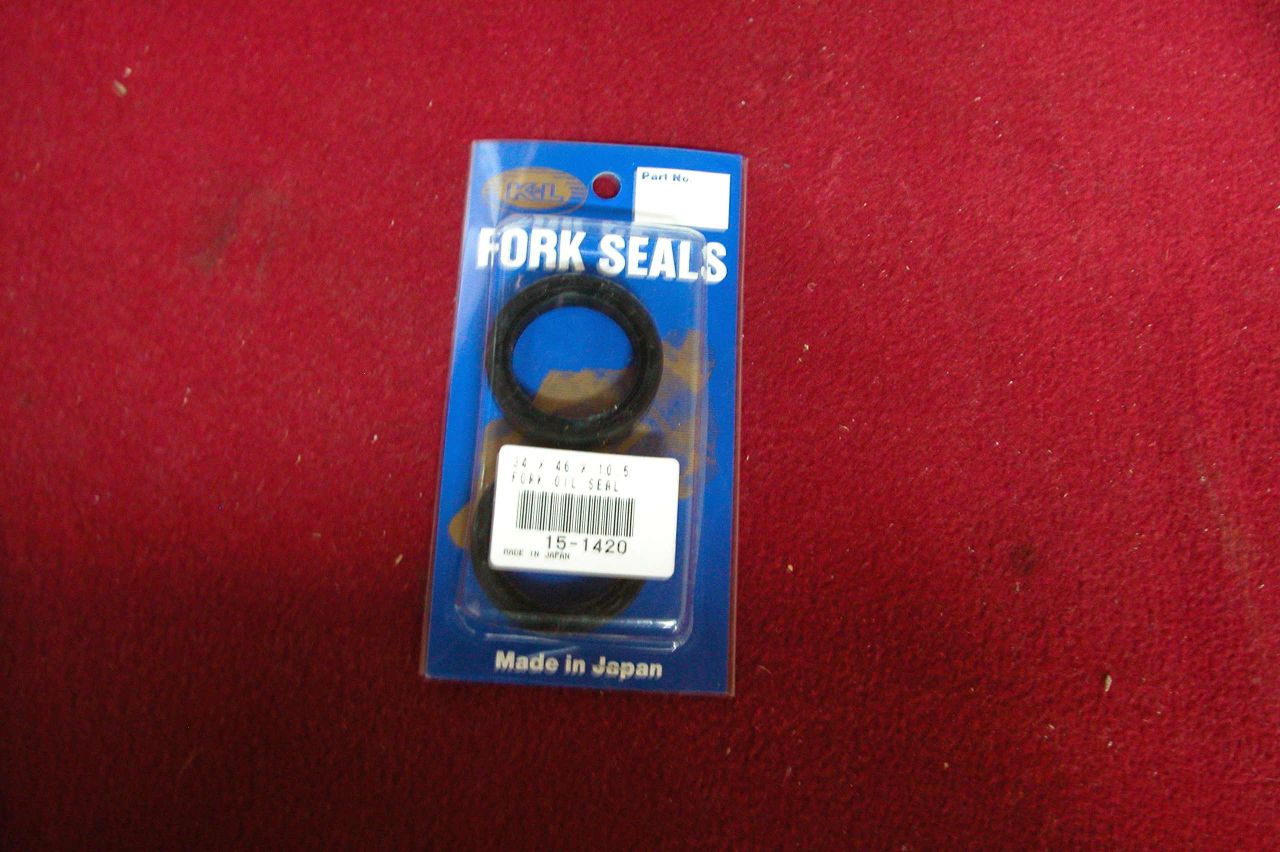 K&L
Part No.
FORK SEALS
34 x 46 x 10.5
FORK OIL SEAL
15-1420
MADE IN JAPAN
Made in Japan